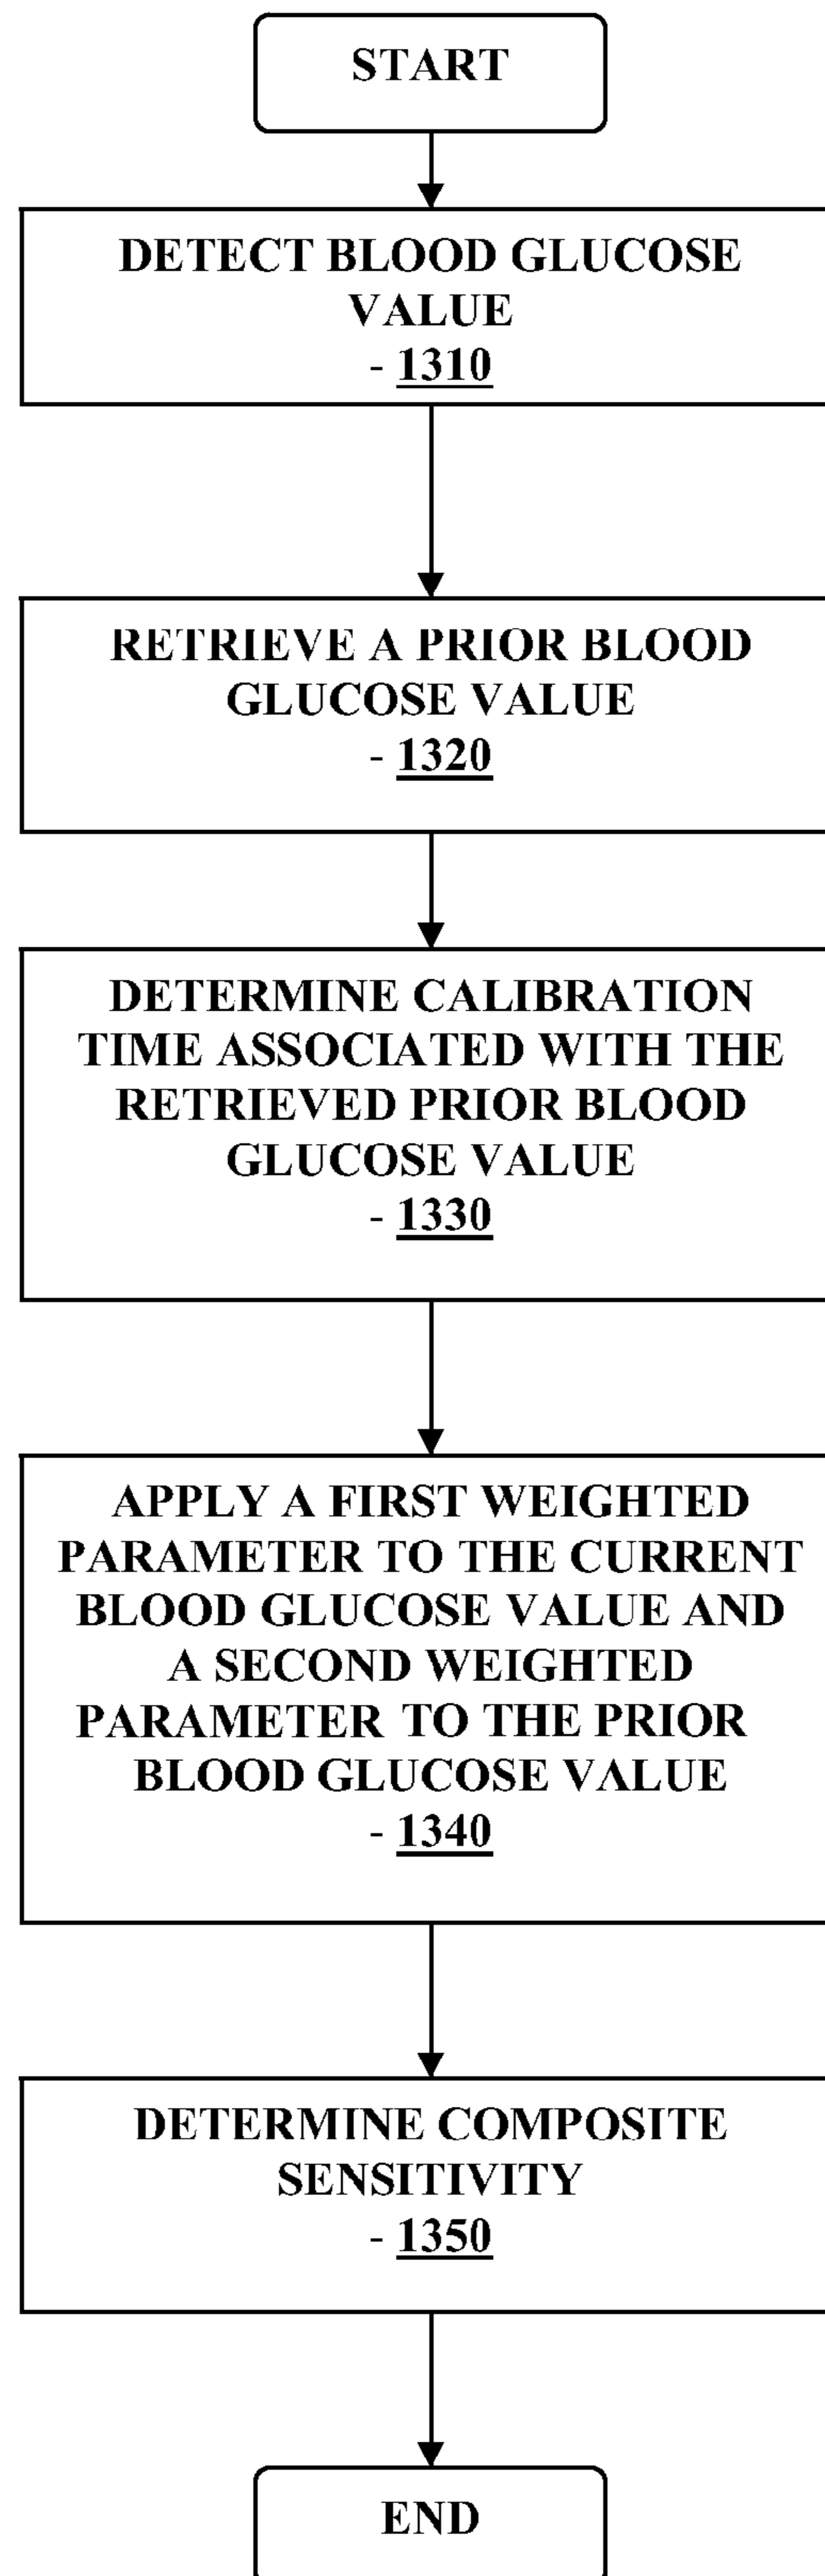 START
DETECT BLOOD GLUCOSE
VALUE
- 1310
RETRIEVE A PRIOR BLOOD
GLUCOSE VALUE
- 1320
DETERMINE CALIBRATION
TIME ASSOCIATED WITH THE
RETRIEVED PRIOR BLOOD
GLUCOSE VALUE
- 1330
APPLY A FIRST WEIGHTED
PARAMETER TO THE CURRENT
BLOOD GLUCOSE VALUE AND
A SECOND WEIGHTED
PARAMETER TO THE PRIOR
BLOOD GLUCOSE VALUE
- 1340
DETERMINE COMPOSITE
SENSITIVITY
- 1350
END